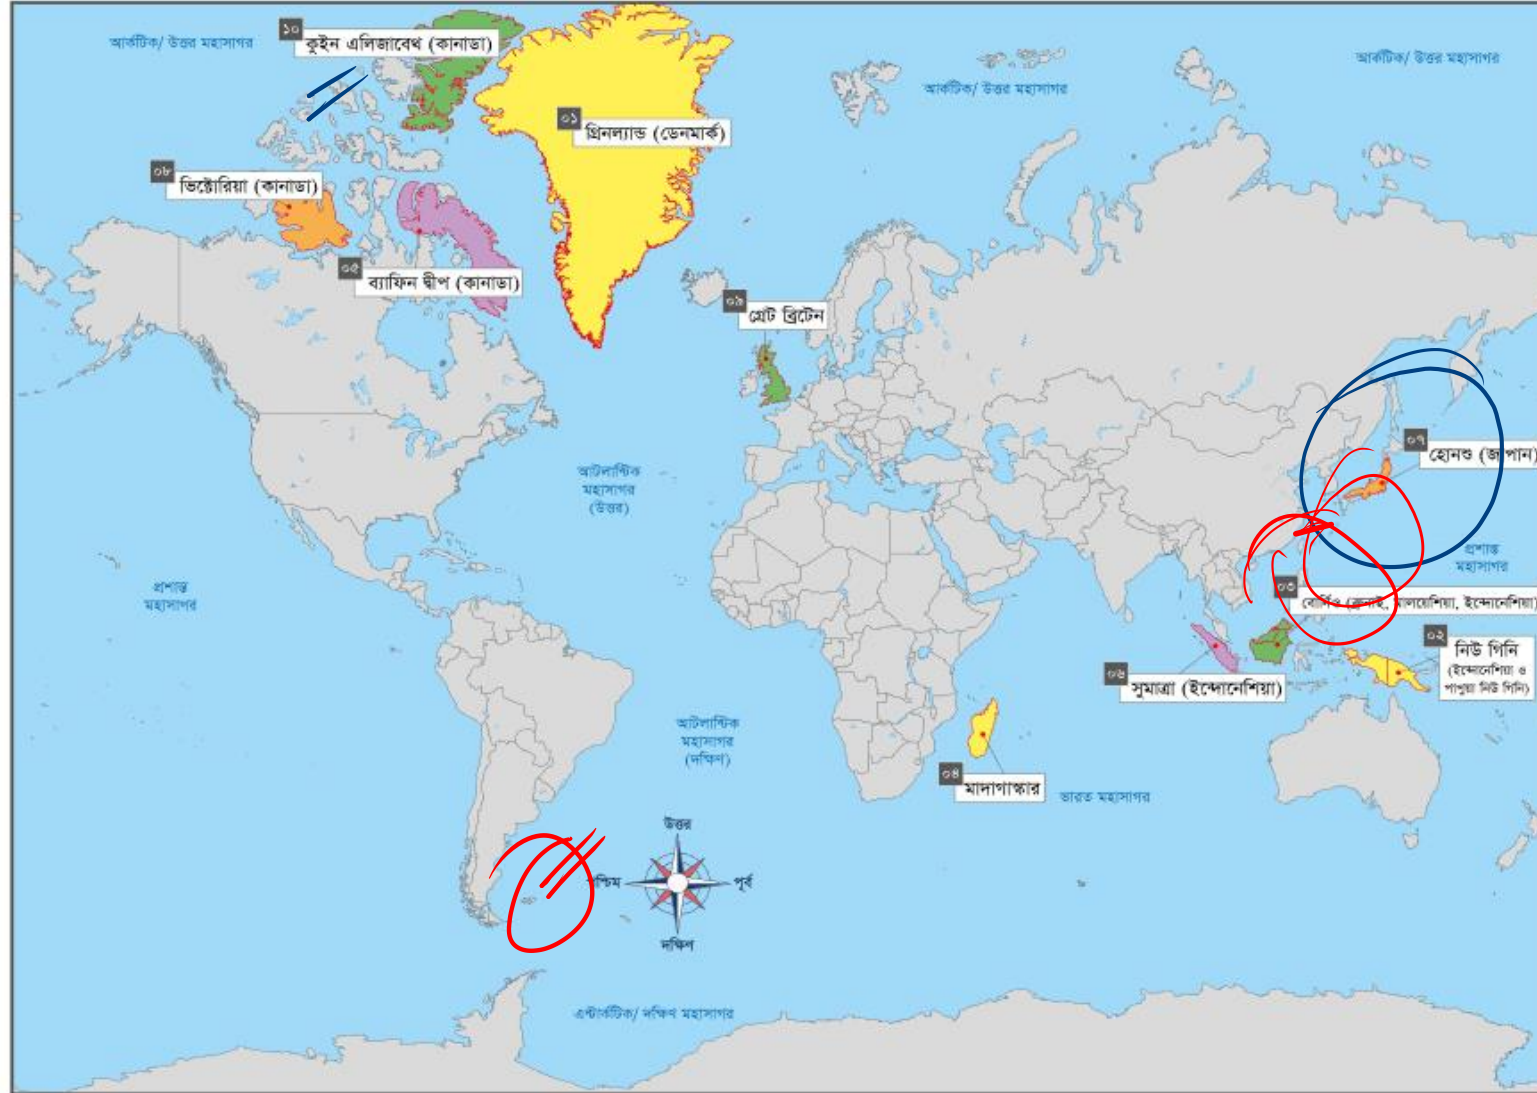 ১০
কুইন এলিজাবেথ (কানাডা)
আর্কটিক/ উত্তর মহাসাগর
আর্কটিক/ উত্তর মহাসাগর
আর্কটিক/ উত্তর মহাসাগর
০১
গ্রিনল্যান্ড (ডেনমার্ক)
০৮
ভিক্টোরিয়া (কানাডা)
০৫
ব্যাফিন দ্বীপ (কানাডা)
০৯
গ্রেট ব্রিটেন
০৭
হোনশু (জাপান)
আটলান্টিক
মহাসাগর
(উত্তর)
প্রশান্ত
মহাসাগর
প্রশান্ত
মহাসাগর
০৩
বোর্নিও (ব্রুনাই, মালয়েশিয়া, ইন্দোনেশিয়া)
০২
নিউ গিনি
(ইন্দোনেশিয়া ও
পাপুয়া নিউ গিনি)
০৬
সুমাত্রা (ইন্দোনেশিয়া)
আটলান্টিক
মহাসাগর
(দক্ষিণ)
০৪
মাদাগাস্কার
ভারত মহাসাগর
উত্তর
পশ্চিম
পূর্ব
দক্ষিণ
এন্টার্কটিক/ দক্ষিণ মহাসাগর